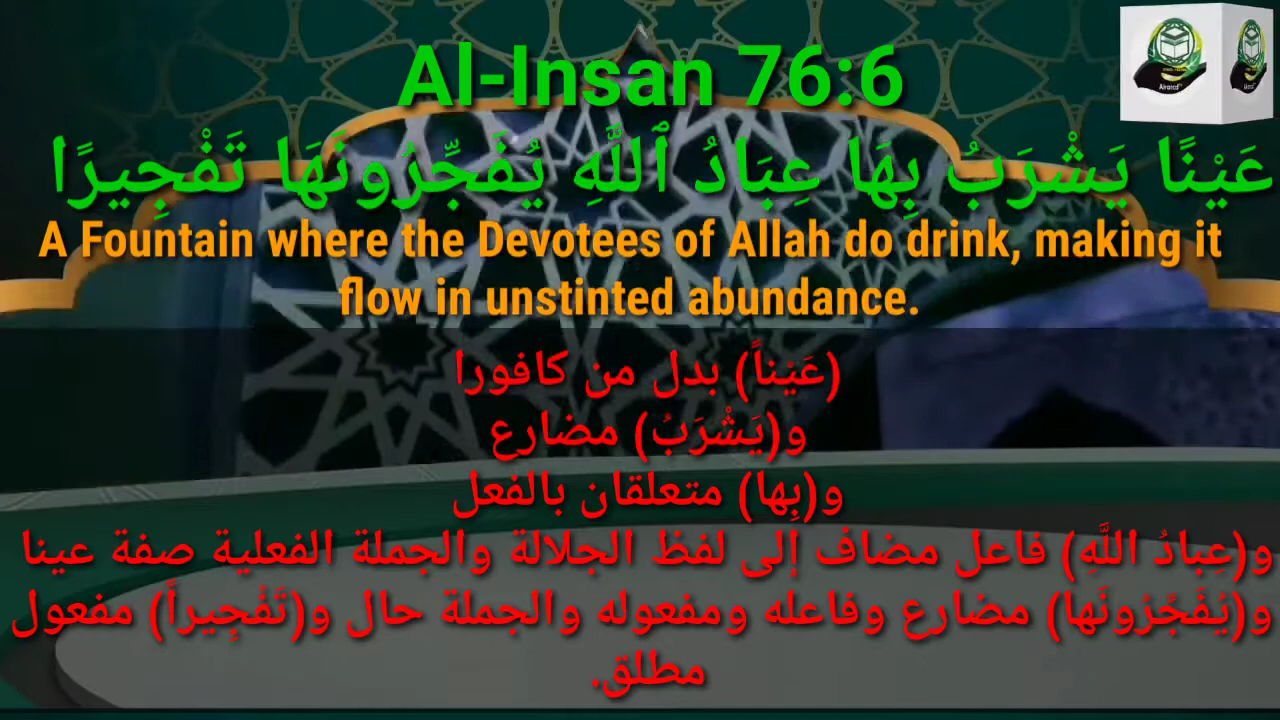 Al-Insan 76:6
عَيْنًا يَشْرَبُ بِهَا عِبَادُ ٱللَّهِ يُفَجِّرُونَهَا تَفْجِيرًا
A Fountain where the Devotees of Allah do drink, making it
flow in unstinted abundance.
(عَيْناً) بدل من كافورا
و(يَشْرَبُ) مضارع
و(بِها) متعلقان بالفعل
و(عِبادُ اللَّهِ) فاعل مضاف إلى لفظ الجلالة والجملة الفعلية صفة عينا
و(يُفَجِّرُونَها) مضارع وفاعله ومفعوله والجملة حال و(تَفْجِيراً) مفعول
مطلق.